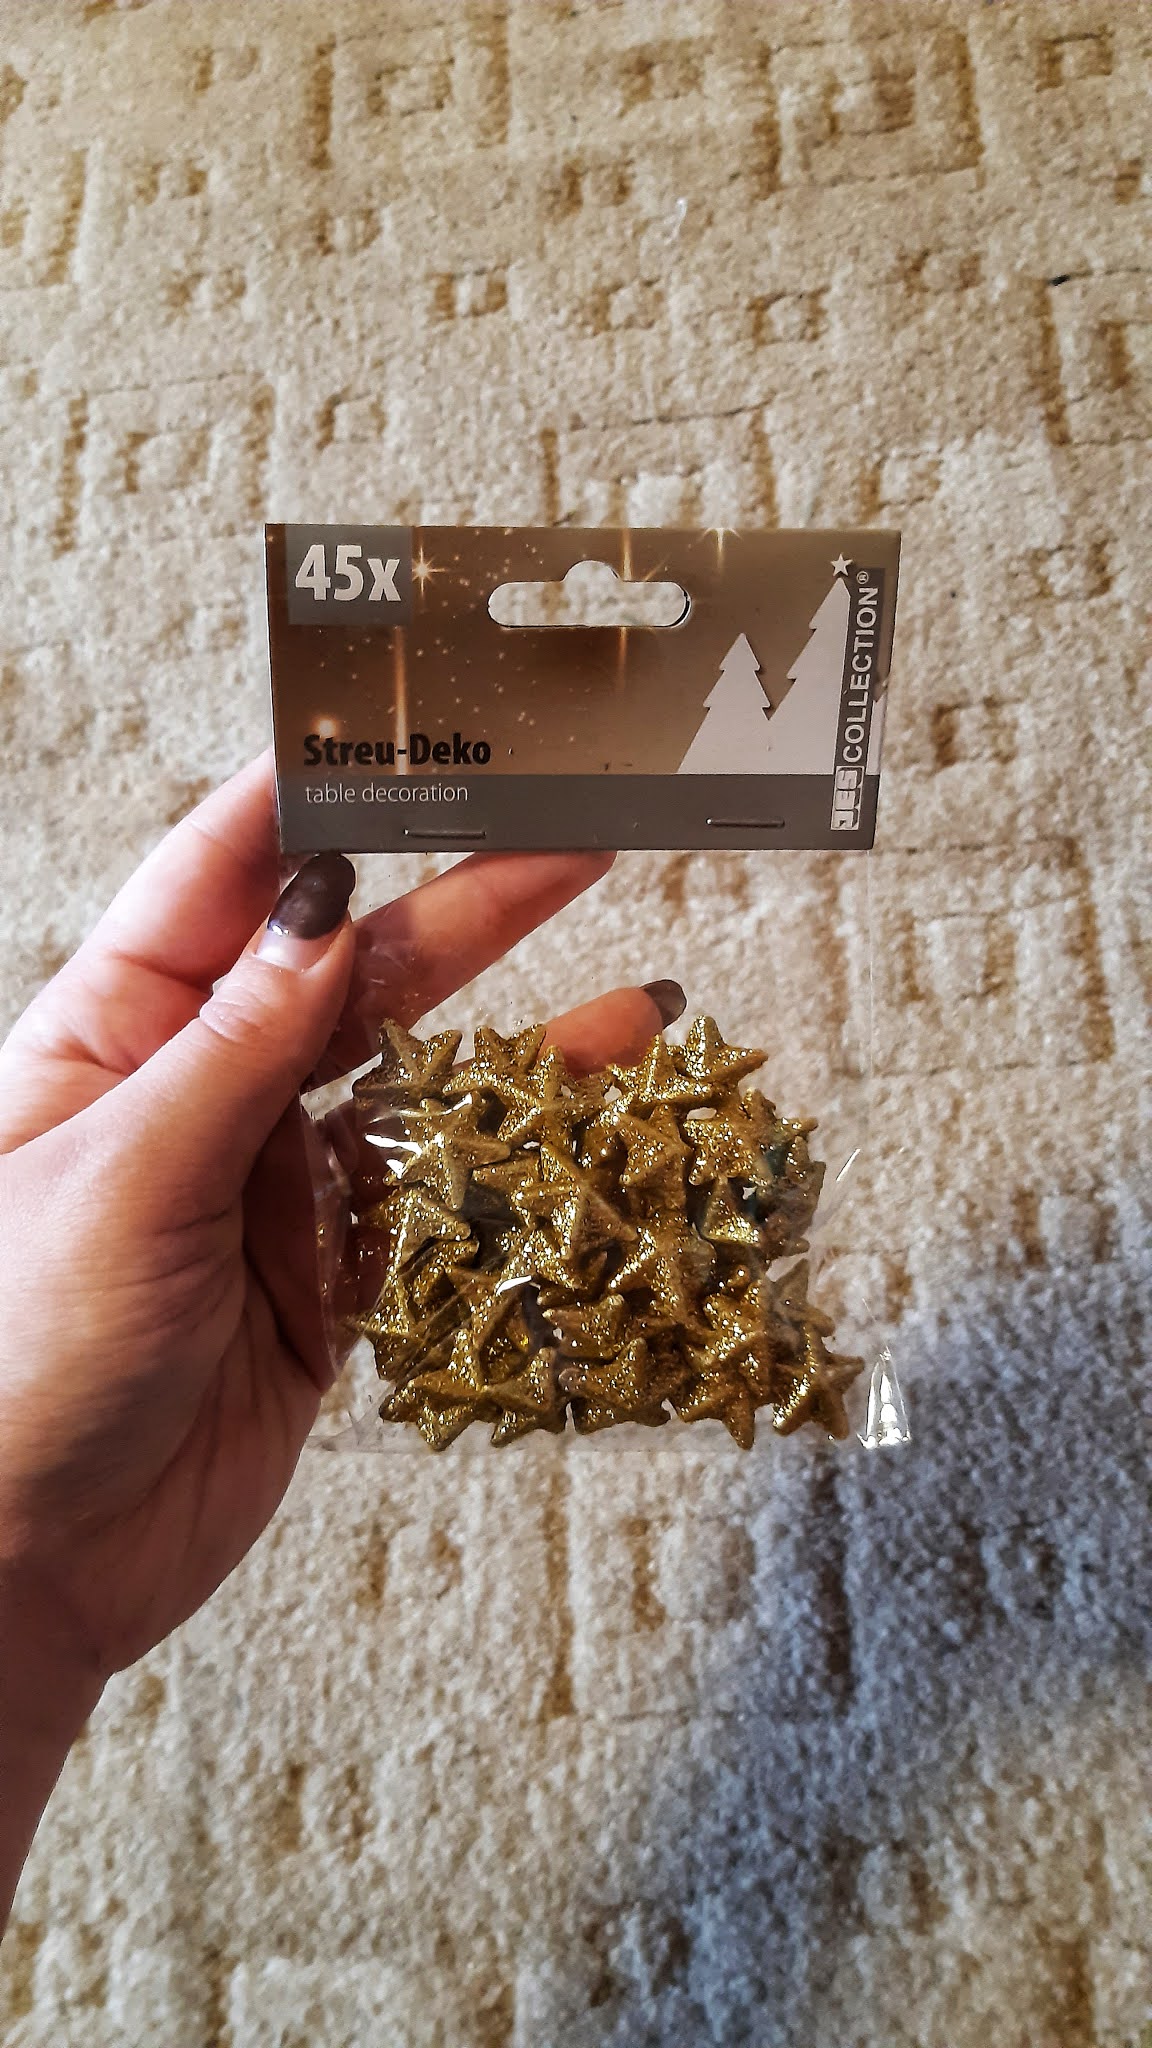 45x
Streu-Deko
table decoration
JES COLLECTION®